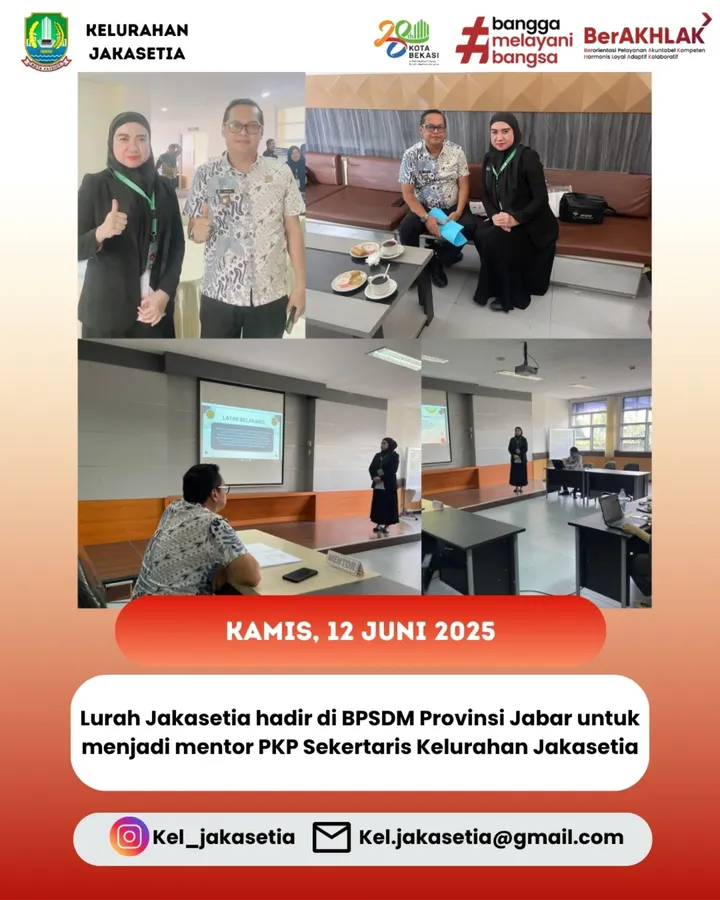 KELURAHAN
JAKASETIA
28
KOTA
BEKASI
#bangga
melayani
bangsa
BerAKHLAK
Berorientasi Pelayanan Akuntabel Kompeten
Harmonis Loyal Adaptif Kolaboratif
LATAR BELAKANG
MENTOR
KAMIS, 12 JUNI 2025
Lurah Jakasetia hadir di BPSDM Provinsi Jabar untuk
menjadi mentor PKP Sekertaris Kelurahan Jakasetia
Kel_jakasetia
Kel.jakasetia@gmail.com